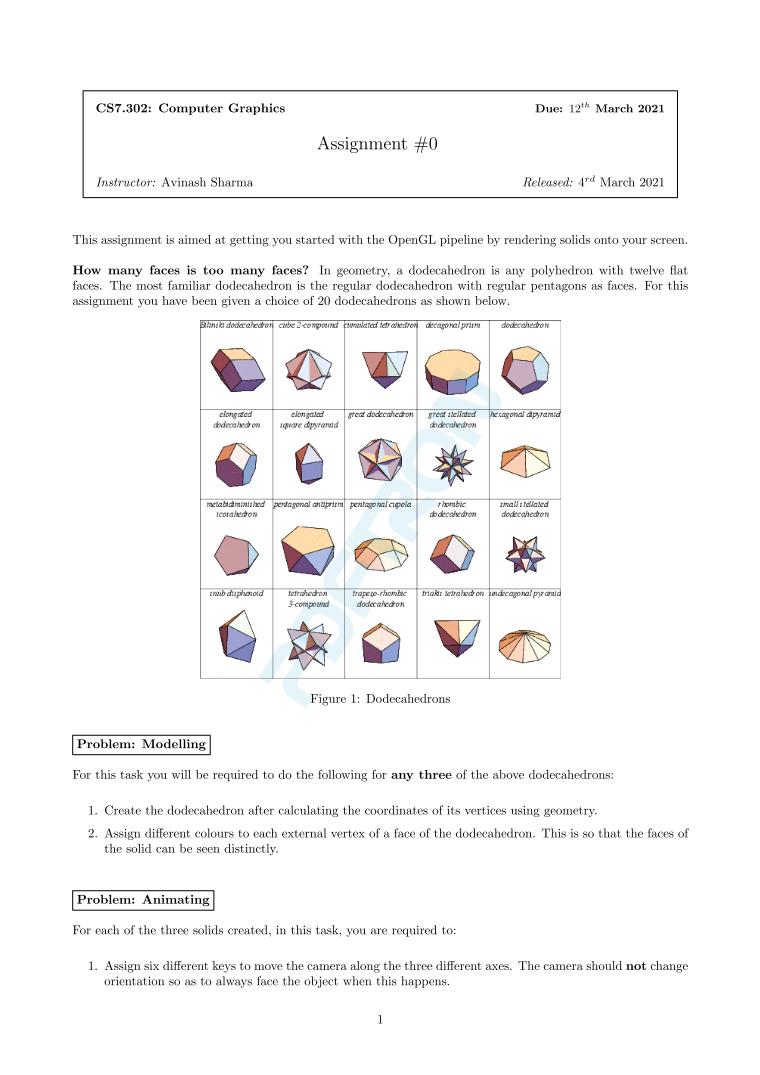 CS7.302: Computer Graphics Due: 12th March 2021
Assignment #0
Instructor: Avinash Sharma Released: 4rd March 2021
This assignment is aimed at getting you started with the OpenGL pipeline by rendering solids onto your screen.
How many faces is too many faces? In geometry, a dodecahedron is any polyhedron with twelve flat
faces. The most familiar dodecahedron is the regular dodecahedron with regular pentagons as faces. For this
assignment you have been given a choice of 20 dodecahedrons as shown below.
Bilinski dodecahedron cube 2-compound cumulated tetrahedron decagonal prism dodecahedron
elongated elongated great dodecahedron great stellated hexagonal dipyramid
dodecahedron square dipyramid dodecahedron
metabidiminished pentagonal antiprism pentagonal cupola rhombic small stellated
icosahedron dodecahedron dodecahedron
snub disphenoid tetrahedron trapezo-rhombic triakis tetrahedron undecagonal pyramid
3-compound dodecahedron
PDFTRON
Figure 1: Dodecahedrons
Problem: Modelling
For this task you will be required to do the following for any three of the above dodecahedrons:
1. Create the dodecahedron after calculating the coordinates of its vertices using geometry.
2. Assign different colours to each external vertex of a face of the dodecahedron. This is so that the faces of
the solid can be seen distinctly.
Problem: Animating
For each of the three solids created, in this task, you are required to:
1. Assign six different keys to move the camera along the three different axes. The camera should not change
orientation so as to always face the object when this happens.
1